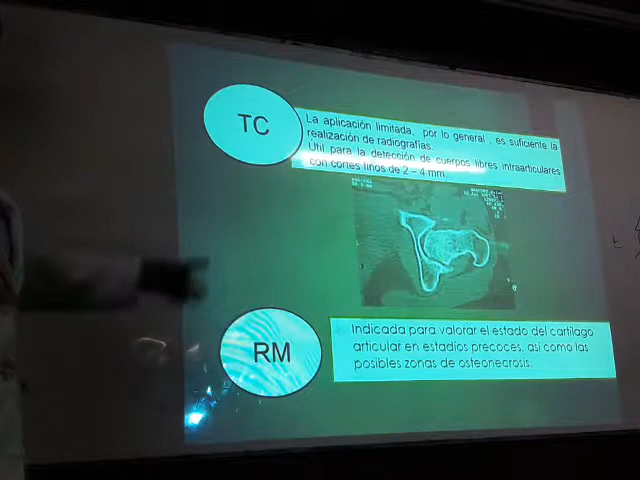 TC
La aplicación limitada, por lo general , es suficiente la
realización de radiografías.
Útil para la detección de cuerpos libres intraarticulares
con cortes finos de 2 – 4 mm
RM
Indicada para valorar el estado del cartílago
articular en estadíos precoces, así como las
posibles zonas de osteonecrosis.